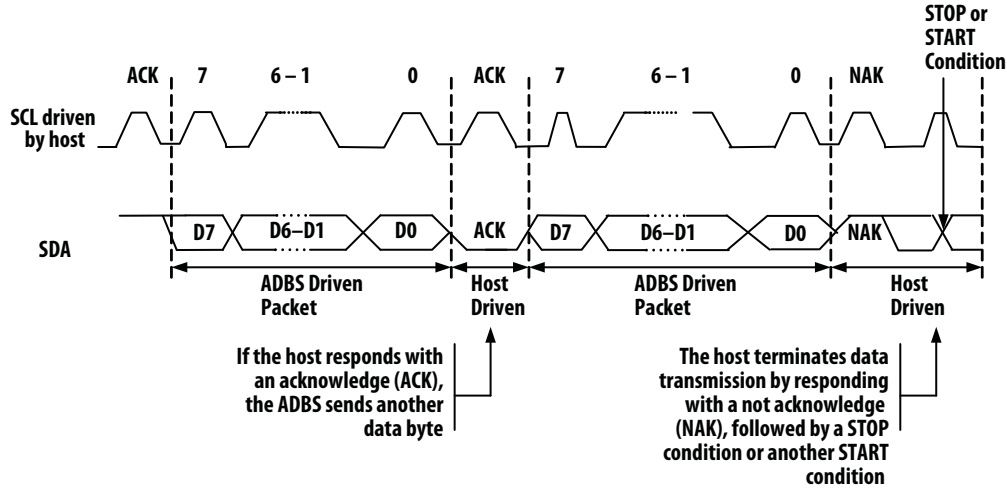 STOP or
START
Condition
ACK 7 6 – 1 0 ACK 7 6 – 1 0 NAK
SCL driven
by host
SDA
D7 D6–D1 D0 ACK D7 D6–D1 D0 NAK
ADBS Driven
Packet
Host
Driven
ADBS Driven
Packet
Host
Driven
If the host responds with
an acknowledge (ACK),
the ADBS sends another
data byte
The host terminates data
transmission by responding
with a not acknowledge
(NAK), followed by a STOP
condition or another START
condition